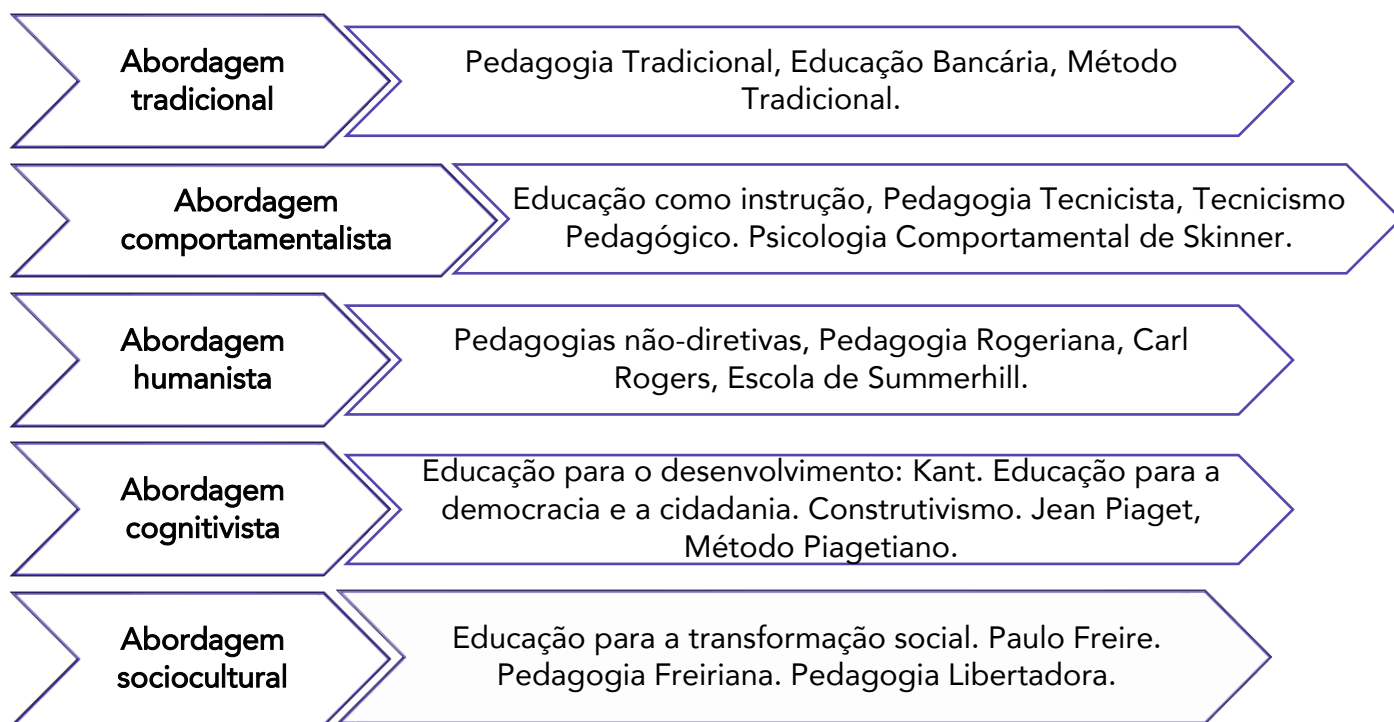 Abordagem
tradicional
Pedagogia Tradicional, Educação Bancária, Método
Tradicional.
Abordagem
comportamentalista
Educação como instrução, Pedagogia Tecnicista, Tecnicismo
Pedagógico. Psicologia Comportamental de Skinner.
Abordagem
humanista
Pedagogias não-diretivas, Pedagogia Rogeriana, Carl
Rogers, Escola de Summerhill.
Abordagem
cognitivista
Educação para o desenvolvimento: Kant. Educação para a
democracia e a cidadania. Construtivismo. Jean Piaget,
Método Piagetiano.
Abordagem
sociocultural
Educação para a transformação social. Paulo Freire.
Pedagogia Freiriana. Pedagogia Libertadora.